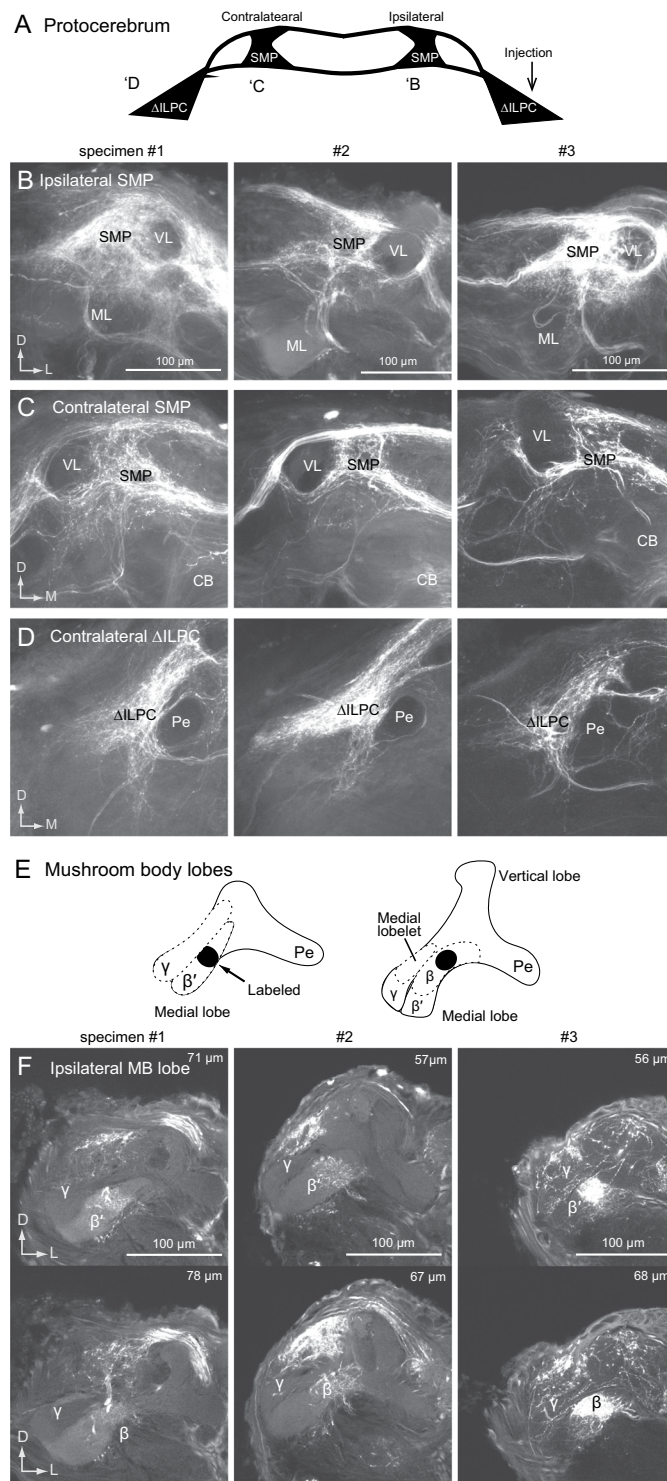 A Protocerebrum
Contralatearal
Ipsilateral
Injection
SMP
SMP
'D
'C
'B
ΔILPC
ΔILPC
specimen #1
#2
#3
B Ipsilateral SMP
SMP
VL
ML
D
L
100 µm
SMP
VL
ML
100 µm
SMP
VL
ML
100 µm
C Contralateral SMP
VL
SMP
CB
D
M
VL
SMP
CB
VL
SMP
CB
D Contralateral ΔILPC
ΔILPC
Pe
D
M
ΔILPC
Pe
ΔILPC
Pe
E Mushroom body lobes
Vertical lobe
Medial
lobelet
γ
β'
Pe
Labeled
Medial lobe
γ
β
β'
Pe
Medial lobe
specimen #1
#2
#3
F Ipsilateral MB lobe
71 µm
γ
β'
D
L
100 µm
57µm
γ
β'
100 µm
56 µm
γ
β'
100 µm
78 µm
γ
β
D
L
67 µm
γ
β
68 µm
γ
β